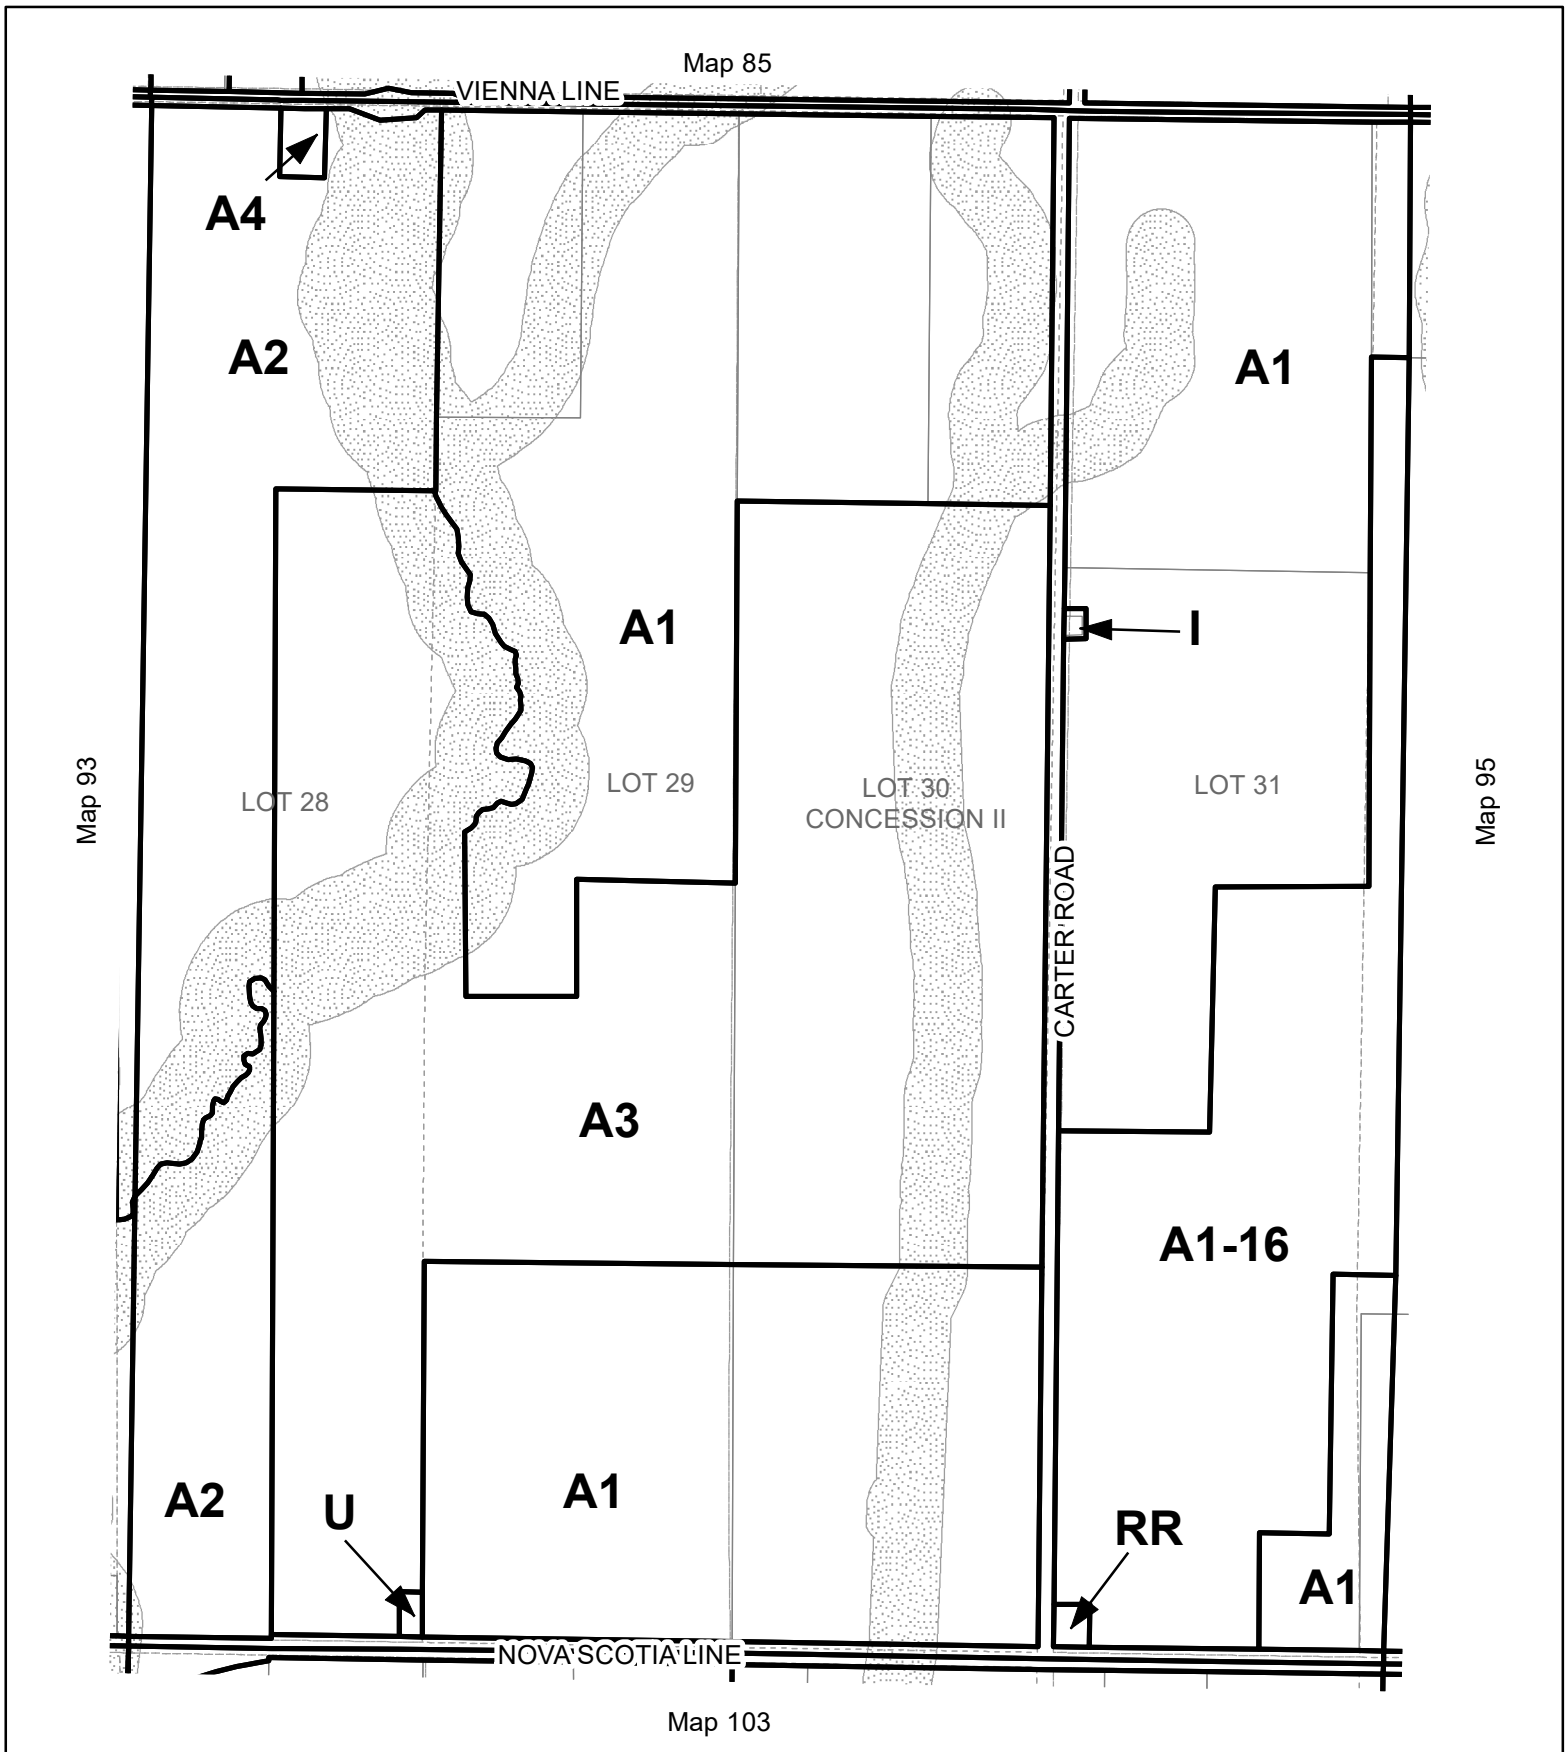 Map 85
VIENNA LINE
A4
A2
A1
A1
I
Map 93
LOT 28
LOT 29
LOT 30
CONCESSION II
LOT 31
Map 95
CARTER ROAD
A3
A1-16
A2
U
A1
RR
A1
NOVA SCOTIA LINE
Map 103